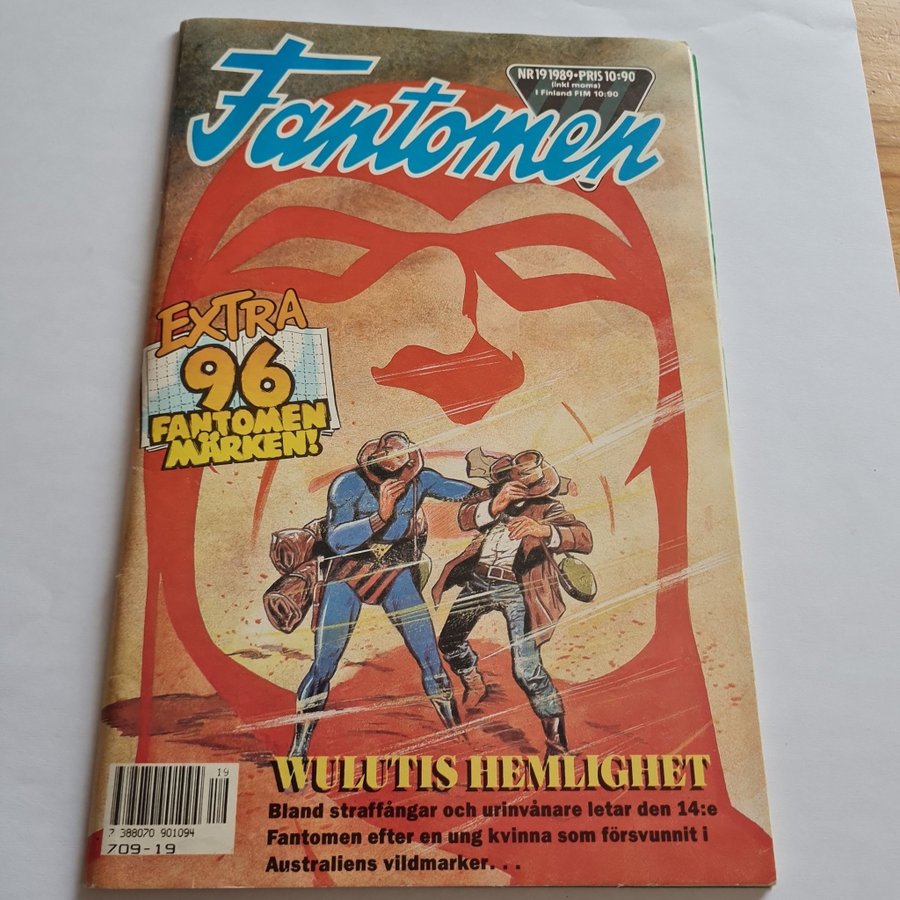 Fantomen
NR 19 1989 • PRIS 10:90
(inkl moms)
I Finland FIM 10:90
EXTRA
96
FANTOMEN
MÄRKEN!
WULUTIS HEMLIGHET
Bland straffångar och urinvånare letar den 14:e
Fantomen efter en ung kvinna som försvunnit i
Australiens vildmarker...
19
7 388070 901094
709-19